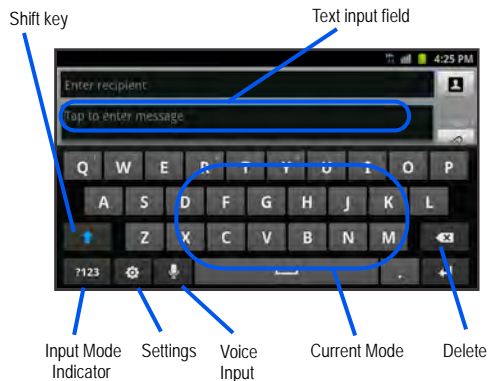 Shift key
Text input field
4:25 PM
Enter recipient
Tap to enter message
Q W E R T Y U I O P
A S D F G H J K L
Z X C V B N M
?123 .
Input Mode
Indicator
Settings
Voice
Input
Current Mode
Delete